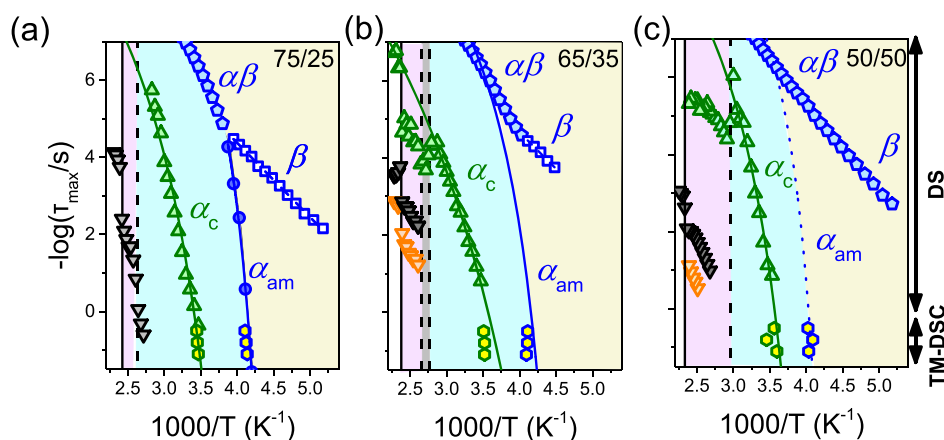 (a) (b) (c)
75/25 65/35 50/50
αβ αβ αβ
β β β
α_c α_c α_c
α_am α_am α_am
-log(τ_max/s)
6
4
2
0
2.5 3.0 3.5 4.0 4.5 5.0
2.5 3.0 3.5 4.0 4.5 5.0
2.5 3.0 3.5 4.0 4.5 5.0
1000/T (K⁻¹) 1000/T (K⁻¹) 1000/T (K⁻¹)
DS
TM-DSC